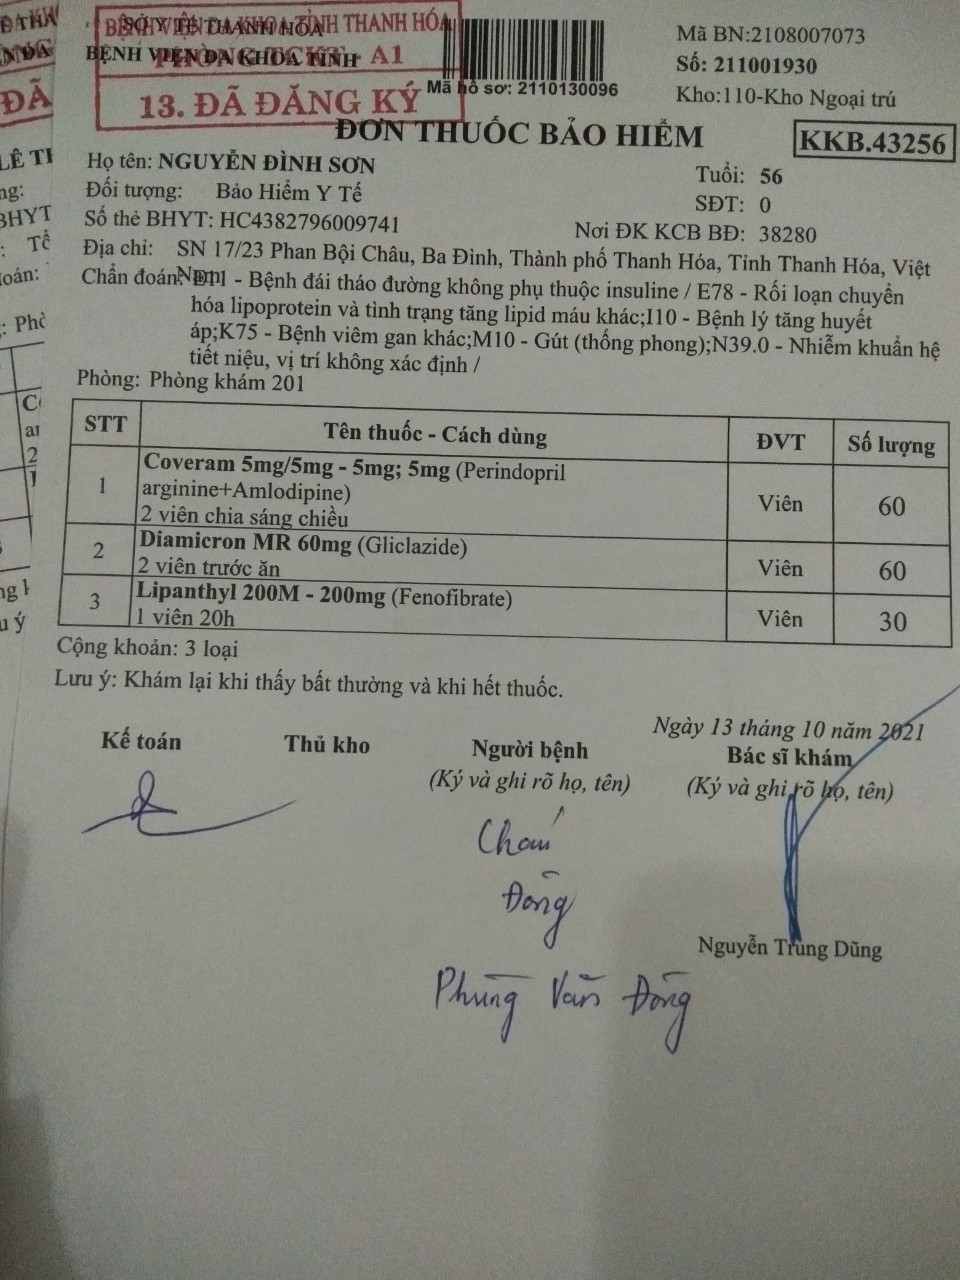 SỞ Y TẾ THANH HÓA
BỆNH VIỆN ĐA KHOA TỈNH
BỆNH VIỆN ĐA KHOA TỈNH THANH HÓA
PHÒNG TCKT - A1
13. ĐÃ ĐĂNG KÝ
Mã hồ sơ: 2110130096
Mã BN:2108007073
Số: 211001930
Kho:110-Kho Ngoại trú
ĐƠN THUỐC BẢO HIỂM
KKB.43256
Họ tên: NGUYỄN ĐÌNH SƠN
Tuổi: 56
Đối tượng: Bảo Hiểm Y Tế
SĐT: 0
Số thẻ BHYT: HC4382796009741
Nơi ĐK KCB BĐ: 38280
Địa chỉ: SN 17/23 Phan Bội Châu, Ba Đình, Thành phố Thanh Hóa, Tỉnh Thanh Hóa, Việt
Nam
Chẩn đoán: E11 - Bệnh đái tháo đường không phụ thuộc insuline / E78 - Rối loạn chuyển
hóa lipoprotein và tình trạng tăng lipid máu khác;I10 - Bệnh lý tăng huyết
áp;K75 - Bệnh viêm gan khác;M10 - Gút (thống phong);N39.0 - Nhiễm khuẩn hệ
tiết niệu, vị trí không xác định /
Phòng: Phòng khám 201
STT Tên thuốc - Cách dùng ĐVT Số lượng
1 Coveram 5mg/5mg - 5mg; 5mg (Perindopril
arginine+Amlodipine)
2 viên chia sáng chiều
Viên 60
2 Diamicron MR 60mg (Gliclazide)
2 viên trước ăn
Viên 60
3 Lipanthyl 200M - 200mg (Fenofibrate)
1 viên 20h
Viên 30
Cộng khoản: 3 loại
Lưu ý: Khám lại khi thấy bất thường và khi hết thuốc.
Ngày 13 tháng 10 năm 2021
Kế toán Thủ kho Người bệnh Bác sĩ khám
(Ký và ghi rõ họ, tên) (Ký và ghi rõ họ, tên)
Đông
Nguyễn Trung Dũng
Phùng Văn Đông